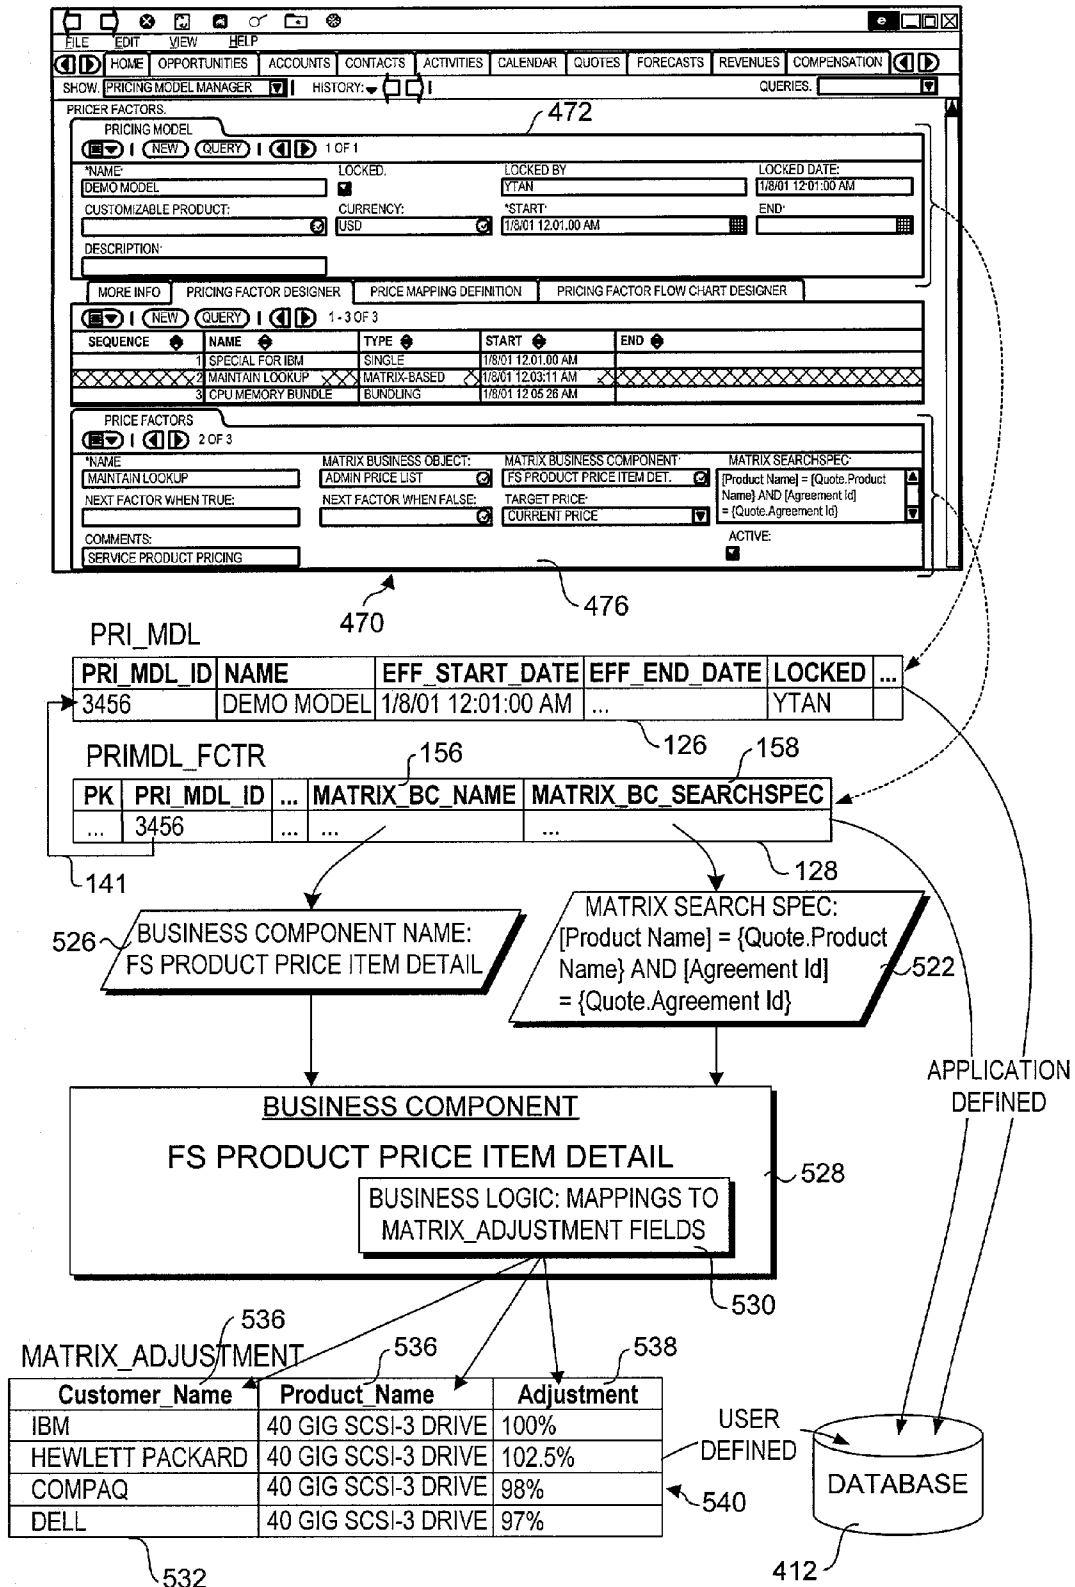 e
FILE EDIT VIEW HELP
HOME OPPORTUNITIES ACCOUNTS CONTACTS ACTIVITIES CALENDAR QUOTES FORECASTS REVENUES COMPENSATION
SHOW. PRICING MODEL MANAGER HISTORY: QUERIES.
PRICER FACTORS.
472
PRICING MODEL
NEW QUERY 1 OF 1
*NAME: LOCKED. LOCKED BY LOCKED DATE:
DEMO MODEL YTAN 1/8/01 12:01:00 AM
CUSTOMIZABLE PRODUCT: CURRENCY: *START: END:
USD 1/8/01 12.01.00 AM
DESCRIPTION:
MORE INFO PRICING FACTOR DESIGNER PRICE MAPPING DEFINITION PRICING FACTOR FLOW CHART DESIGNER
NEW QUERY 1 - 3 OF 3
SEQUENCE NAME TYPE START END
1 SPECIAL FOR IBM SINGLE 1/8/01 12.01.00 AM
2 MAINTAIN LOOKUP MATRIX-BASED 1/8/01 12.03:11 AM
3 CPU MEMORY BUNDLE BUNDLING 1/8/01 12 05 26 AM
PRICE FACTORS
2 OF 3
*NAME MATRIX BUSINESS OBJECT: MATRIX BUSINESS COMPONENT: MATRIX SEARCHSPEC:
MAINTAIN LOOKUP ADMIN PRICE LIST FS PRODUCT PRICE ITEM DET. [Product Name] = {Quote.Product
Name} AND [Agreement Id]
= {Quote.Agreement Id}
NEXT FACTOR WHEN TRUE: NEXT FACTOR WHEN FALSE: TARGET PRICE:
CURRENT PRICE
COMMENTS: ACTIVE:
SERVICE PRODUCT PRICING
470
476
PRI_MDL
PRI_MDL_ID NAME EFF_START_DATE EFF_END_DATE LOCKED ...
3456 DEMO MODEL 1/8/01 12:01:00 AM ... YTAN
126
PRIMDL_FCTR
156
158
PK PRI_MDL_ID ... MATRIX_BC_NAME MATRIX_BC_SEARCHSPEC
... 3456 ... ... ...
141
128
526
BUSINESS COMPONENT NAME:
FS PRODUCT PRICE ITEM DETAIL
MATRIX SEARCH SPEC:
[Product Name] = {Quote.Product
Name} AND [Agreement Id]
= {Quote.Agreement Id}
522
APPLICATION
DEFINED
BUSINESS COMPONENT
FS PRODUCT PRICE ITEM DETAIL
528
BUSINESS LOGIC: MAPPINGS TO
MATRIX_ADJUSTMENT FIELDS
530
536
536
538
MATRIX_ADJUSTMENT
Customer_Name Product_Name Adjustment
IBM 40 GIG SCSI-3 DRIVE 100%
HEWLETT PACKARD 40 GIG SCSI-3 DRIVE 102.5%
COMPAQ 40 GIG SCSI-3 DRIVE 98%
DELL 40 GIG SCSI-3 DRIVE 97%
USER
DEFINED
540
532
DATABASE
412